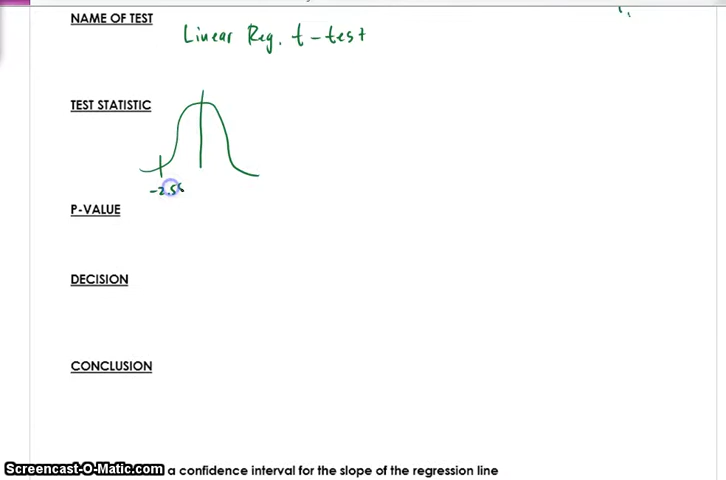 NAME OF TEST
Linear Reg. t-test
TEST STATISTIC
P-VALUE
DECISION
CONCLUSION
Screencast-O-Matic.com a confidence interval for the slope of the regression line